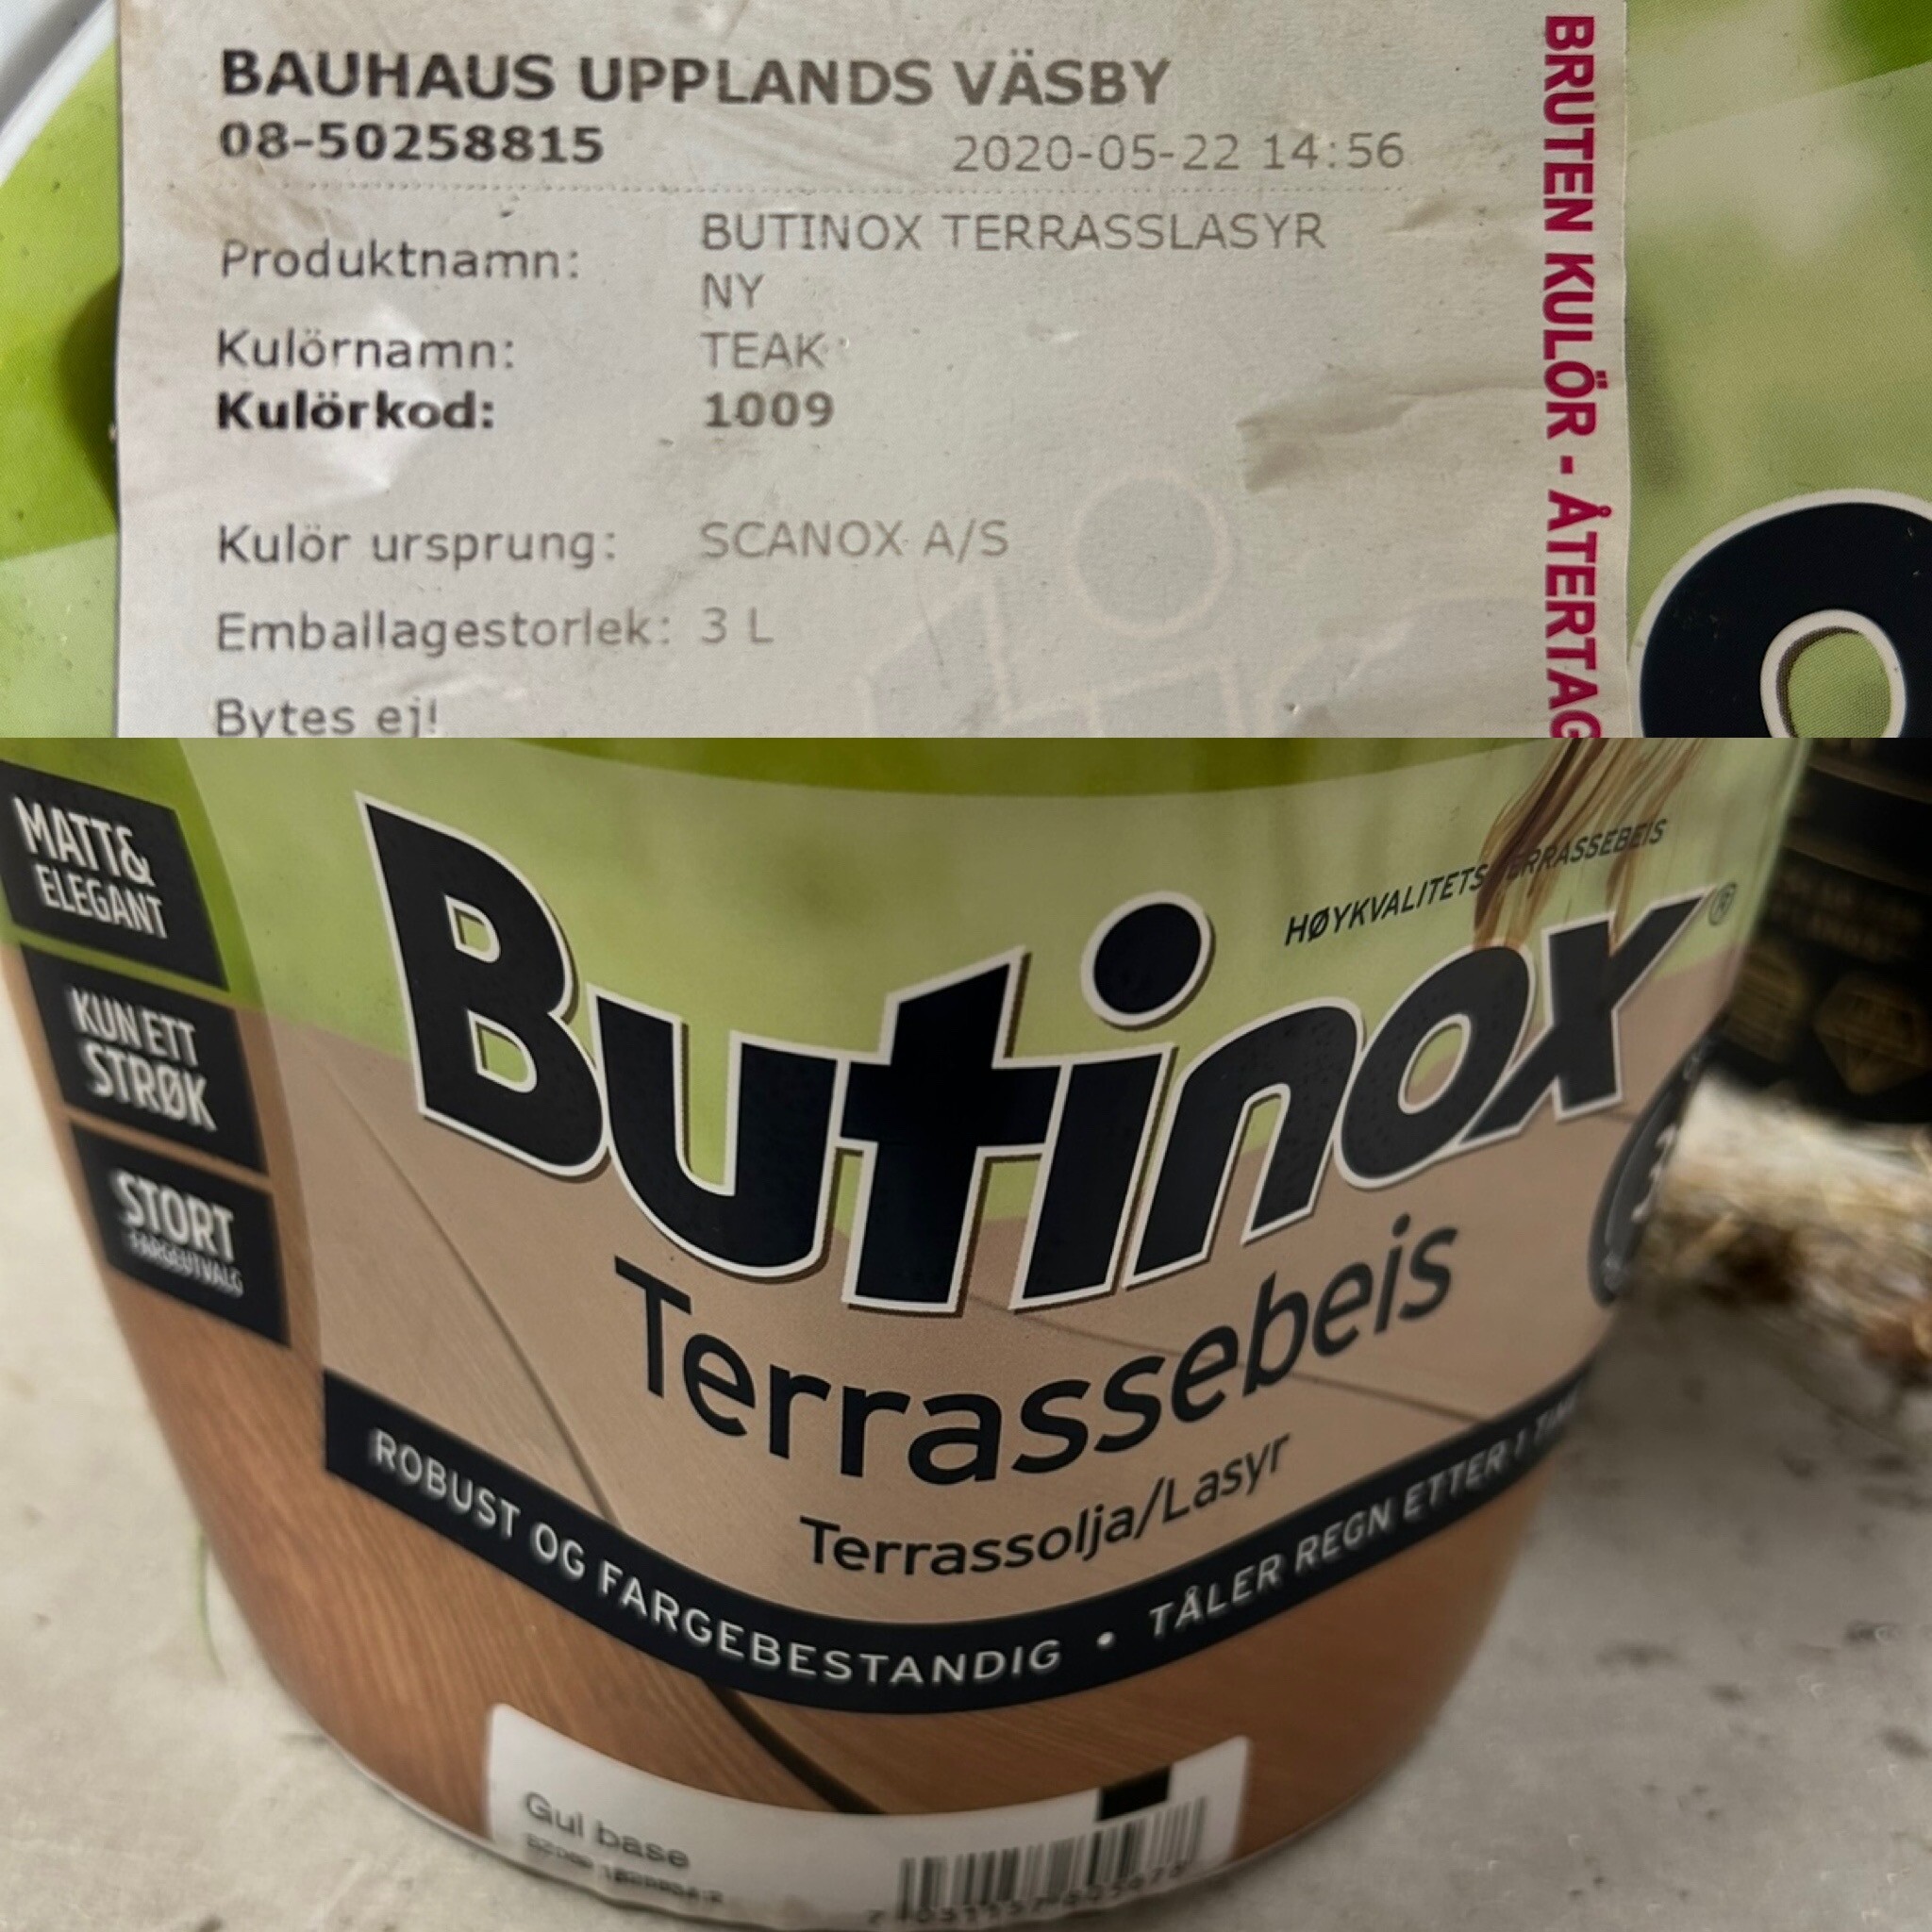 BAUHAUS UPPLANDS VÄSBY
08-50258815 2020-05-22 14:56
Produktnamn: BUTINOX TERRASSLASYR
NY
Kulörnamn: TEAK
Kulörkod: 1009
Kulör ursprung: SCANOX A/S
Emballagestorlek: 3 L
Bytes ej!
BRUTEN KULÖR - ÅTERTAG
MATT&
ELEGANT
KUN ETT
STRØK
STORT
FARGEUTVALG
HØYKVALITETS TERRASSEBEIS
Butinox®
Terrassebeis
Terrassolja/Lasyr
ROBUST OG FARGEBESTANDIG • TÅLER REGN ETTER 1
Gul base